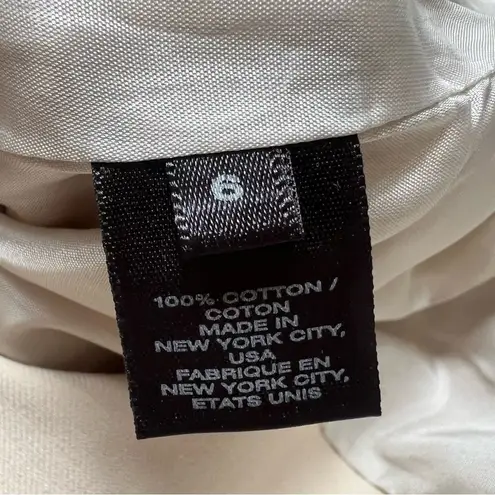 6
100% COTTON /
COTON
MADE IN
NEW YORK CITY,
USA
FABRIQUE EN
NEW YORK CITY,
ETATS UNIS